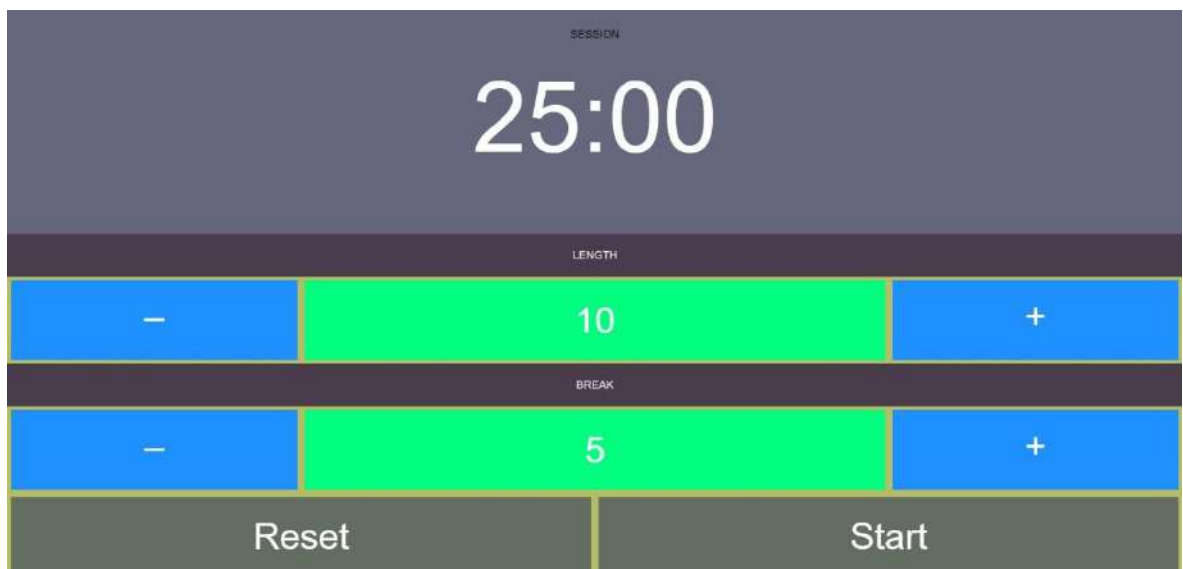 SESSION
25:00
LENGTH
– 10 +
BREAK
– 5 +
Reset Start